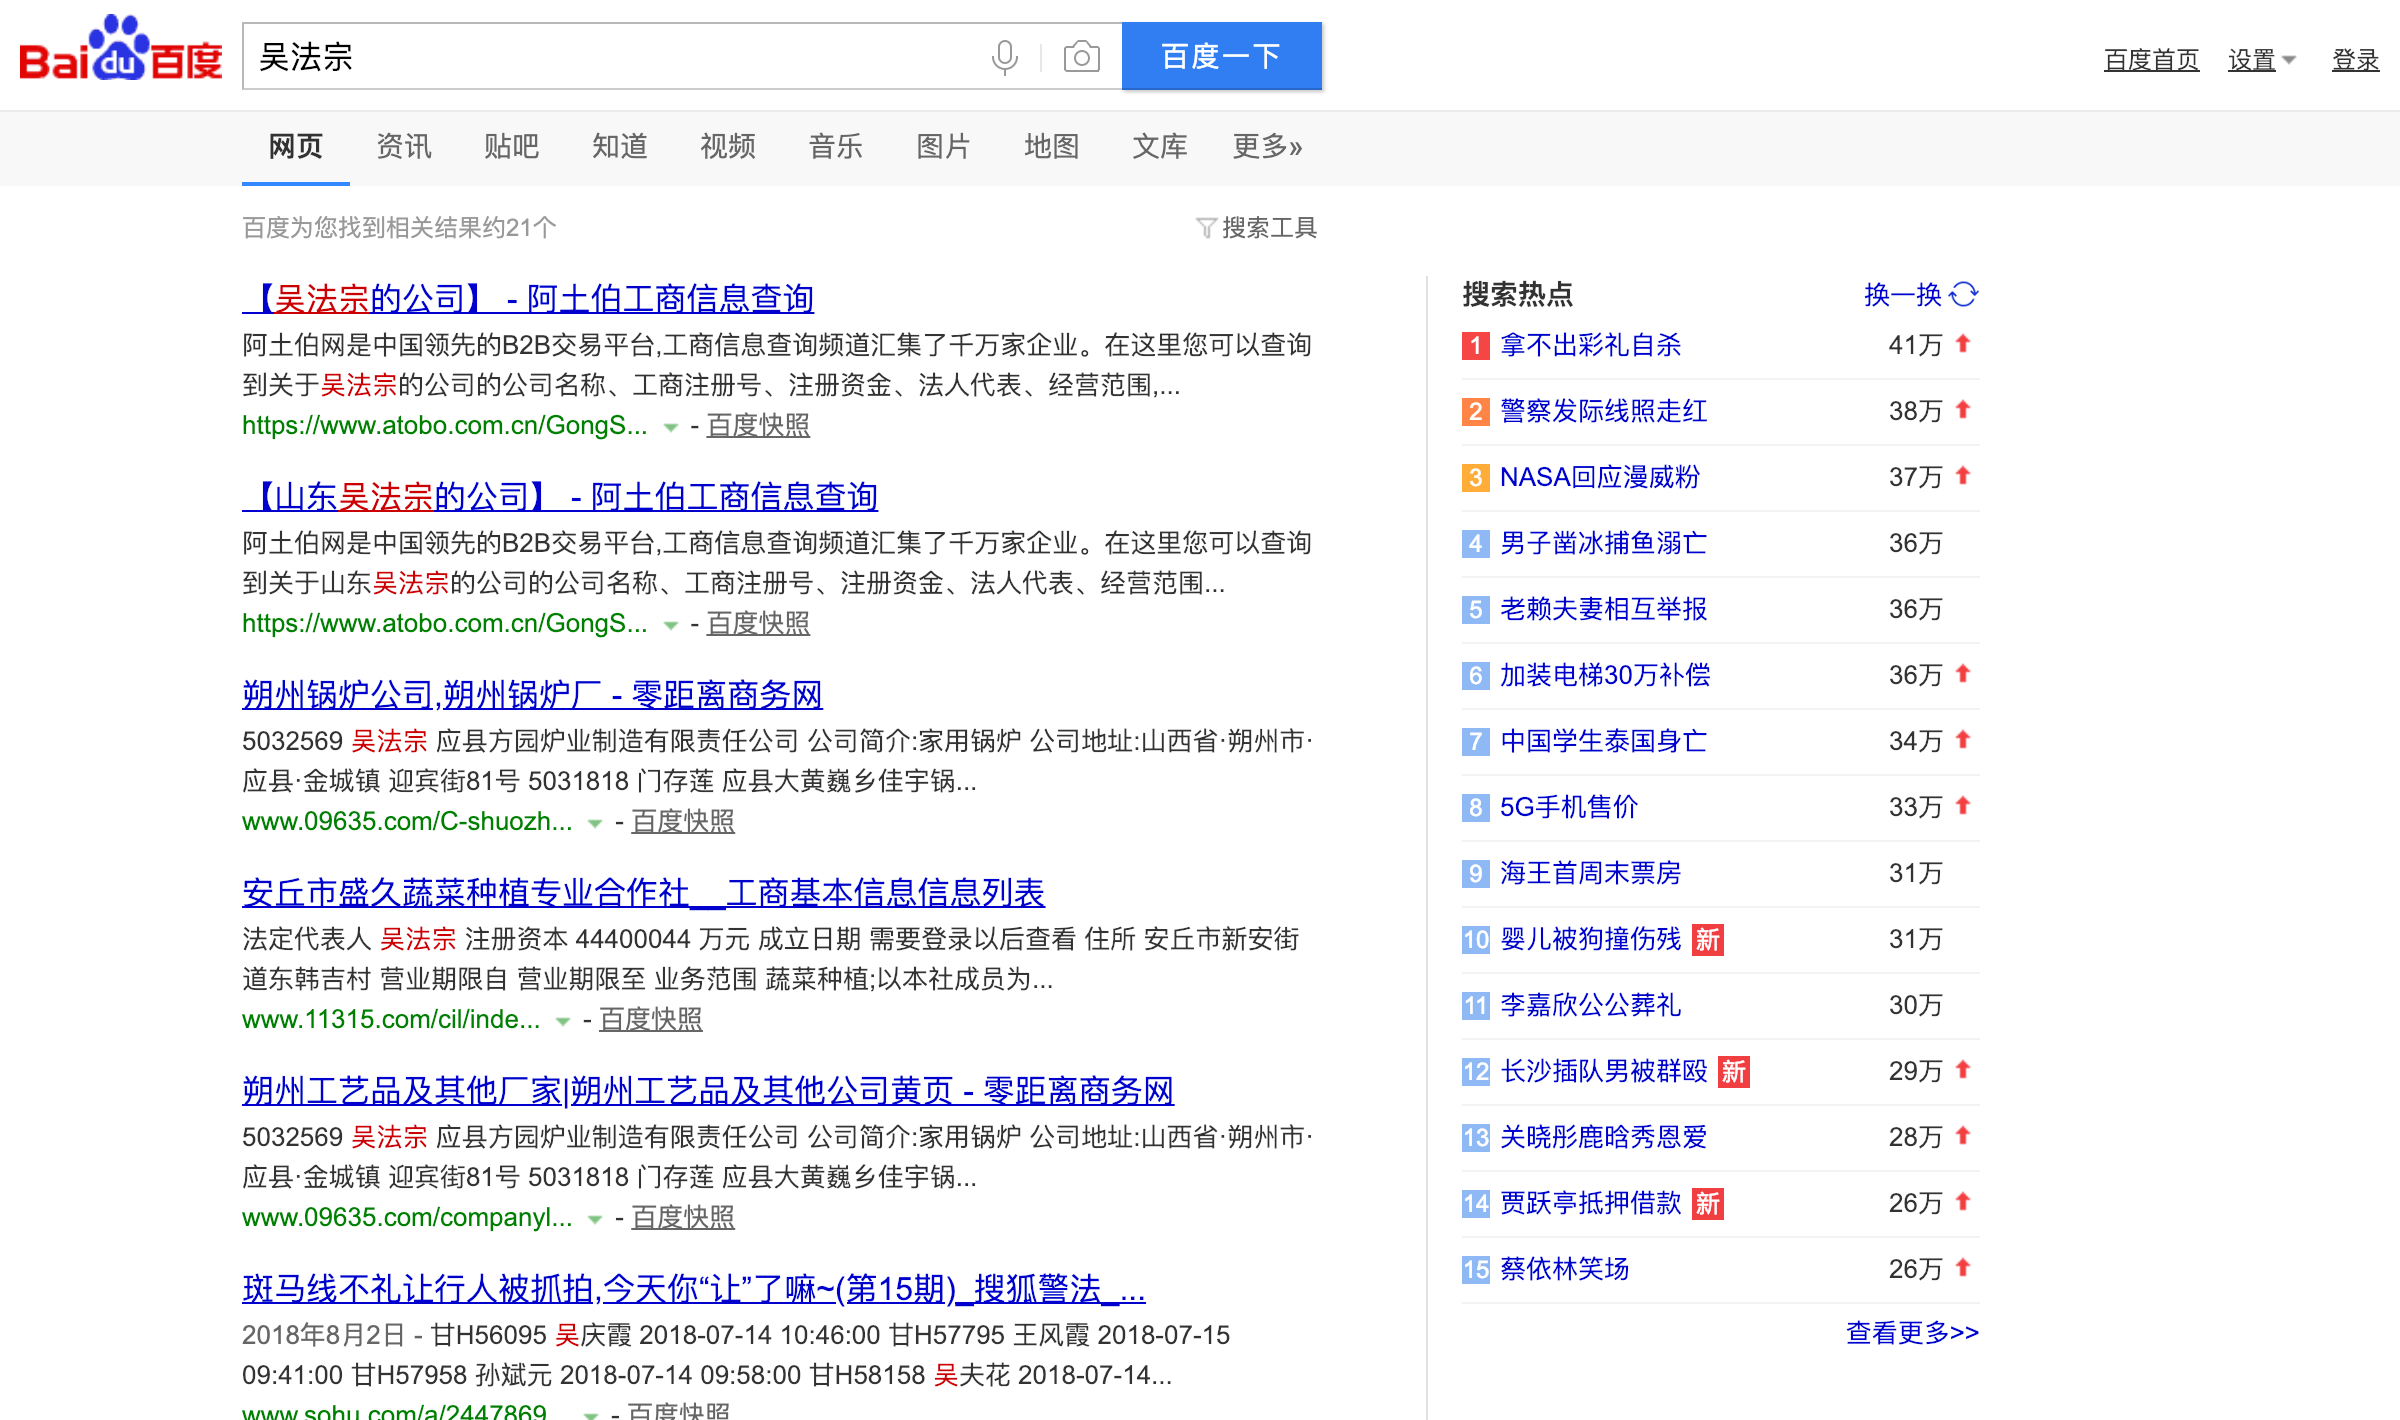 Bai du 百度
吴法宗
百度一下
百度首页 设置 登录
网页 资讯 贴吧 知道 视频 音乐 图片 地图 文库 更多»
百度为您找到相关结果约21个
搜索工具
【吴法宗的公司】 - 阿土伯工商信息查询
阿土伯网是中国领先的B2B交易平台,工商信息查询频道汇集了千万家企业。在这里您可以查询
到关于吴法宗的公司的公司名称、工商注册号、注册资金、法人代表、经营范围,...
https://www.atobo.com.cn/GongS... - 百度快照
【山东吴法宗的公司】 - 阿土伯工商信息查询
阿土伯网是中国领先的B2B交易平台,工商信息查询频道汇集了千万家企业。在这里您可以查询
到关于山东吴法宗的公司的公司名称、工商注册号、注册资金、法人代表、经营范围...
https://www.atobo.com.cn/GongS... - 百度快照
朔州锅炉公司,朔州锅炉厂 - 零距离商务网
5032569 吴法宗 应县方园炉业制造有限责任公司 公司简介:家用锅炉 公司地址:山西省·朔州市·
应县·金城镇 迎宾街81号 5031818 门存莲 应县大黄巍乡佳宇锅...
www.09635.com/C-shuozh... - 百度快照
安丘市盛久蔬菜种植专业合作社__工商基本信息信息列表
法定代表人 吴法宗 注册资本 44400044 万元 成立日期 需要登录以后查看 住所 安丘市新安街
道东韩吉村 营业期限自 营业期限至 业务范围 蔬菜种植;以本社成员为...
www.11315.com/cil/inde... - 百度快照
朔州工艺品及其他厂家|朔州工艺品及其他公司黄页 - 零距离商务网
5032569 吴法宗 应县方园炉业制造有限责任公司 公司简介:家用锅炉 公司地址:山西省·朔州市·
应县·金城镇 迎宾街81号 5031818 门存莲 应县大黄巍乡佳宇锅...
www.09635.com/companyl... - 百度快照
斑马线不礼让行人被抓拍,今天你“让”了嘛~(第15期)_搜狐警法_...
2018年8月2日 - 甘H56095 吴庆霞 2018-07-14 10:46:00 甘H57795 王风霞 2018-07-15
09:41:00 甘H57958 孙斌元 2018-07-14 09:58:00 甘H58158 吴夫花 2018-07-14...
www.sohu.com/a/2447869... - 百度快照
搜索热点 换一换
1 拿不出彩礼自杀 41万
2 警察发际线照走红 38万
3 NASA回应漫威粉 37万
4 男子凿冰捕鱼溺亡 36万
5 老赖夫妻相互举报 36万
6 加装电梯30万补偿 36万
7 中国学生泰国身亡 34万
8 5G手机售价 33万
9 海王首周末票房 31万
10 婴儿被狗撞伤残 新 31万
11 李嘉欣公公葬礼 30万
12 长沙插队男被群殴 新 29万
13 关晓彤鹿晗秀恩爱 28万
14 贾跃亭抵押借款 新 26万
15 蔡依林笑场 26万
查看更多>>